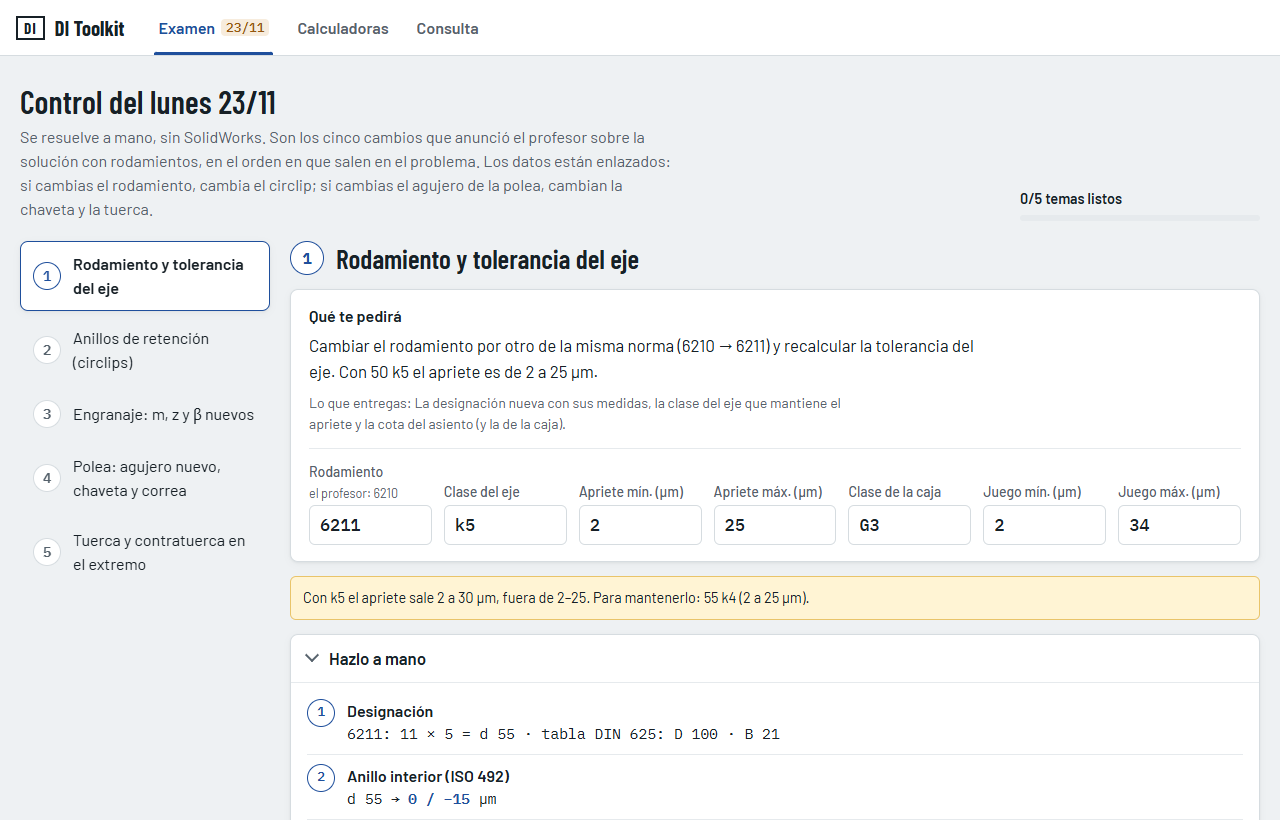 DI DI Toolkit Examen 23/11 Calculadoras Consulta
Control del lunes 23/11
Se resuelve a mano, sin SolidWorks. Son los cinco cambios que anunció el profesor sobre la
solución con rodamientos, en el orden en que salen en el problema. Los datos están enlazados:
si cambias el rodamiento, cambia el circlip; si cambias el agujero de la polea, cambian la
chaveta y la tuerca.
0/5 temas listos
1 Rodamiento y tolerancia
del eje
2 Anillos de retención
(circlips)
3 Engranaje: m, z y β nuevos
4 Polea: agujero nuevo,
chaveta y correa
5 Tuerca y contratuerca en
el extremo
1 Rodamiento y tolerancia del eje
Qué te pedirá
Cambiar el rodamiento por otro de la misma norma (6210 → 6211) y recalcular la tolerancia del
eje. Con 50 k5 el apriete es de 2 a 25 µm.
Lo que entregas: La designación nueva con sus medidas, la clase del eje que mantiene el
apriete y la cota del asiento (y la de la caja).
Rodamiento
el profesor: 6210
6211
Clase del eje
k5
Apriete mín. (µm)
2
Apriete máx. (µm)
25
Clase de la caja
G3
Juego mín. (µm)
2
Juego máx. (µm)
34
Con k5 el apriete sale 2 a 30 µm, fuera de 2–25. Para mantenerlo: 55 k4 (2 a 25 µm).
Hazlo a mano
1 Designación
6211: 11 × 5 = d 55 · tabla DIN 625: D 100 · B 21
2 Anillo interior (ISO 492)
d 55 → 0 / −15 µm